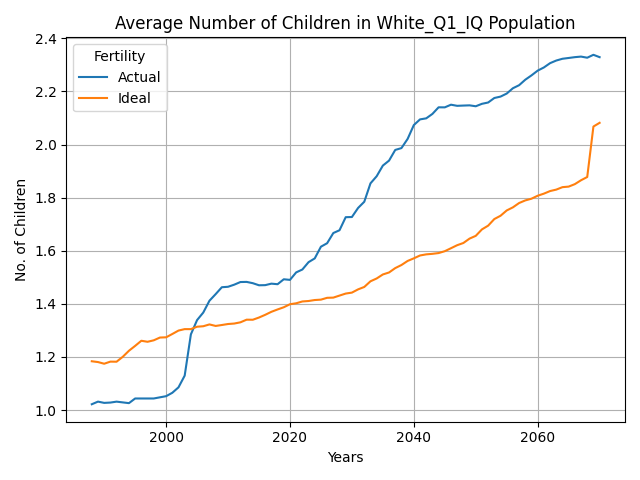 Average Number of Children in White_Q1_IQ Population
Fertility
Actual
Ideal
No. of Children
2.4
2.2
2.0
1.8
1.6
1.4
1.2
1.0
2000 2020 2040 2060
Years